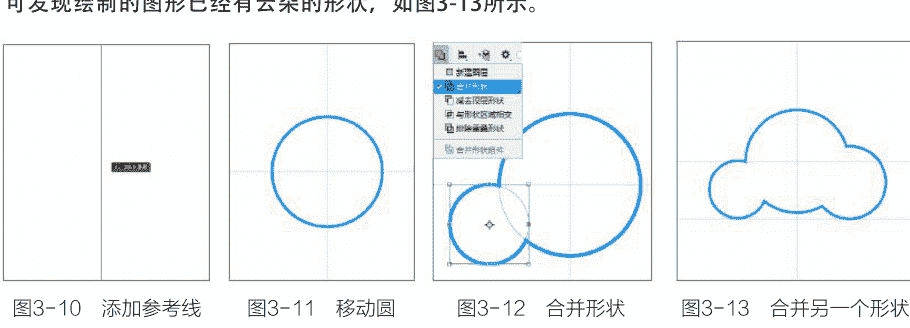 可发现绘制的图形已经有云朵的形状，如图3-13所示。
新建图层
合并形状
减去顶层形状
与形状区域相交
排除重叠形状
合并形状组件
图3-10 添加参考线
图3-11 移动圆
图3-12 合并形状
图3-13 合并另一个形状